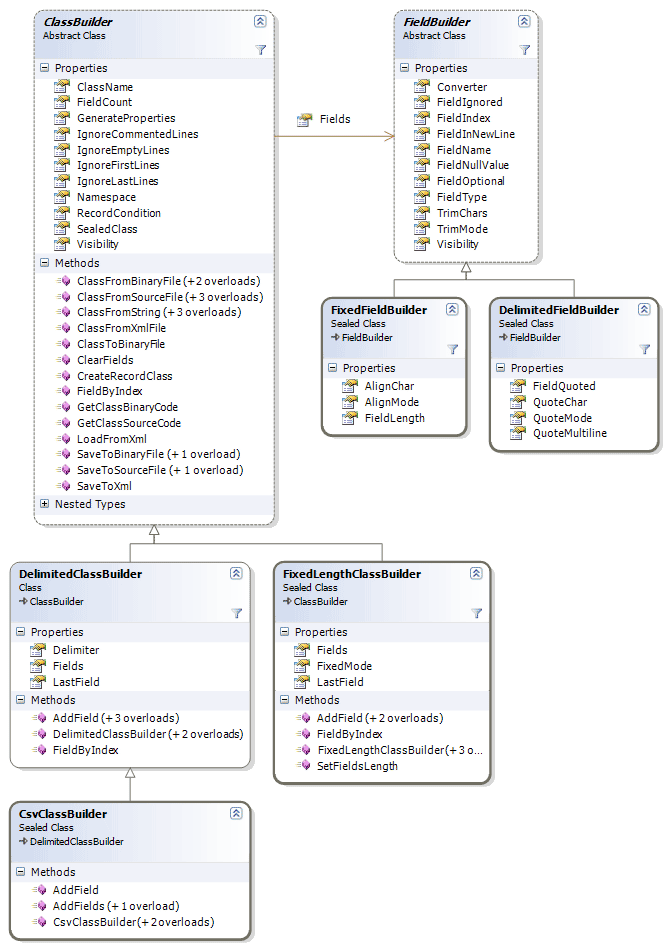 ClassBuilder
Abstract Class
Properties
ClassName
FieldCount
GenerateProperties
IgnoreCommentedLines
IgnoreEmptyLines
IgnoreFirstLines
IgnoreLastLines
Namespace
RecordCondition
SealedClass
Visibility
Methods
ClassFromBinaryFile (+2 overloads)
ClassFromSourceFile (+ 3 overloads)
ClassFromString (+ 3 overloads)
ClassFromXmlFile
ClassToBinaryFile
ClearFields
CreateRecordClass
FieldByIndex
GetClassBinaryCode
GetClassSourceCode
LoadFromXml
SaveToBinaryFile (+ 1 overload)
SaveToSourceFile (+ 1 overload)
SaveToXml
Nested Types
Fields
FieldBuilder
Abstract Class
Properties
Converter
FieldIgnored
FieldIndex
FieldInNewLine
FieldName
FieldNullValue
FieldOptional
FieldType
TrimChars
TrimMode
Visibility
FixedFieldBuilder
Sealed Class
FieldBuilder
Properties
AlignChar
AlignMode
FieldLength
DelimitedFieldBuilder
Sealed Class
FieldBuilder
Properties
FieldQuoted
QuoteChar
QuoteMode
QuoteMultiline
DelimitedClassBuilder
Class
ClassBuilder
Properties
Delimiter
Fields
LastField
Methods
AddField (+ 3 overloads)
DelimitedClassBuilder (+ 2 overloads)
FieldByIndex
FixedLengthClassBuilder
Sealed Class
ClassBuilder
Properties
Fields
FixedMode
LastField
Methods
AddField (+ 2 overloads)
FieldByIndex
FixedLengthClassBuilder(+ 3 o...
SetFieldsLength
CsvClassBuilder
Sealed Class
DelimitedClassBuilder
Methods
AddField
AddFields (+ 1 overload)
CsvClassBuilder(+ 2 overloads)